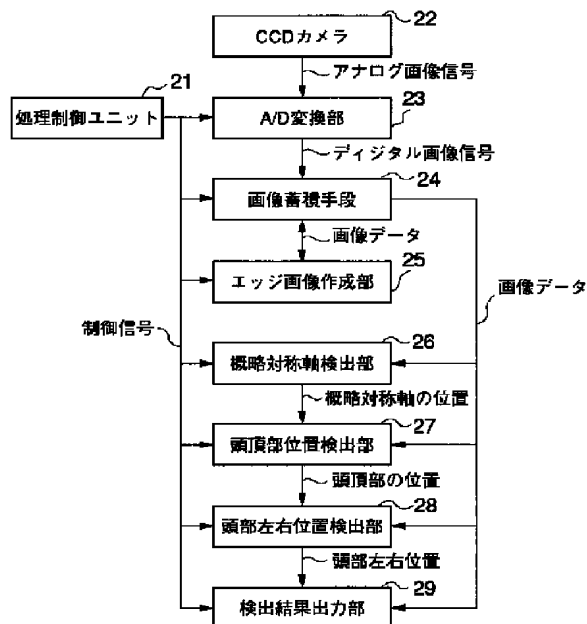 22
CCDカメラ
アナログ画像信号
21
処理制御ユニット
23
A/D変換部
ディジタル画像信号
24
画像蓄積手段
画像データ
25
エッジ画像作成部
画像データ
制御信号
26
概略対称軸検出部
概略対称軸の位置
27
頭頂部位置検出部
頭頂部の位置
28
頭部左右位置検出部
頭部左右位置
29
検出結果出力部